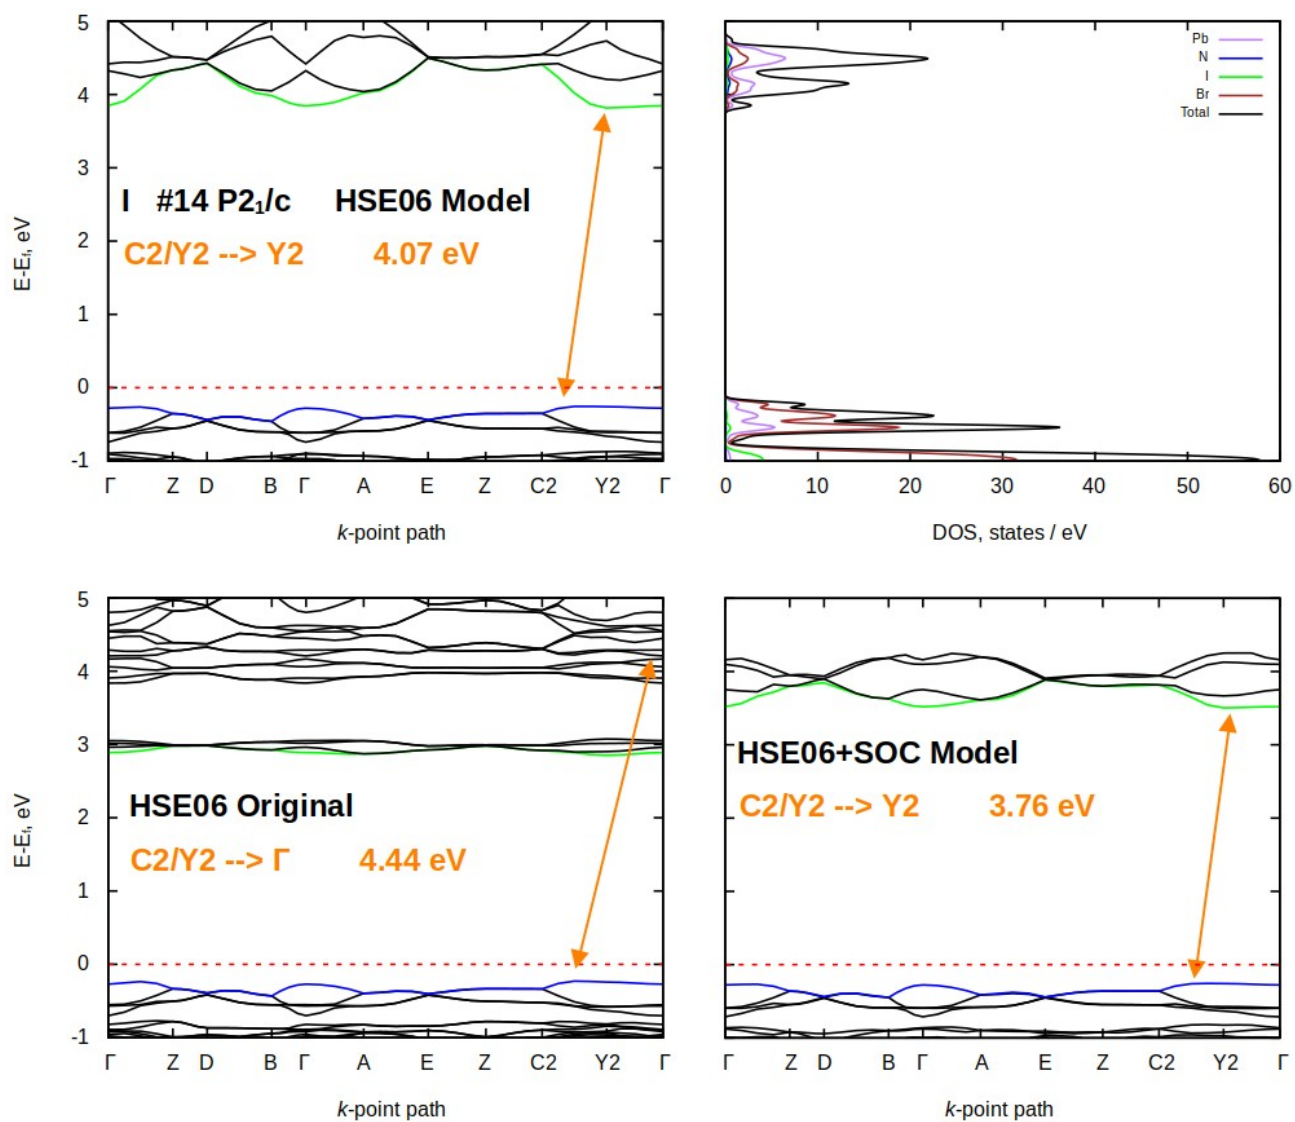 5
4
3
2
1
0
-1
E-Ef, eV
I #14 P2₁/c HSE06 Model
C2/Y2 --> Y2 4.07 eV
Γ Z D B Γ A E Z C2 Y2 Γ
k-point path
Pb
N
I
Br
Total
0 10 20 30 40 50 60
DOS, states / eV
5
4
3
2
1
0
-1
E-Ef, eV
HSE06 Original
C2/Y2 --> Γ 4.44 eV
Γ Z D B Γ A E Z C2 Y2 Γ
k-point path
HSE06+SOC Model
C2/Y2 --> Y2 3.76 eV
Γ Z D B Γ A E Z C2 Y2 Γ
k-point path